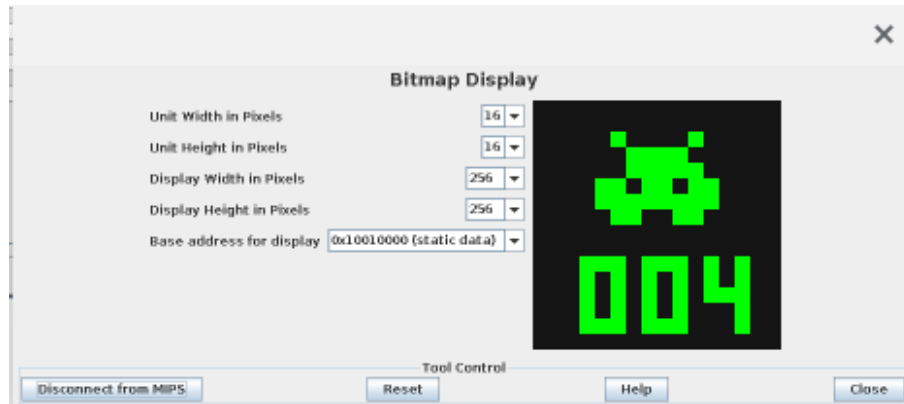 Bitmap Display
Unit Width in Pixels 16
Unit Height in Pixels 16
Display Width in Pixels 256
Display Height in Pixels 256
Base address for display 0x10010000 (static data)
004
Tool Control
Disconnect from MIPS Reset Help Close